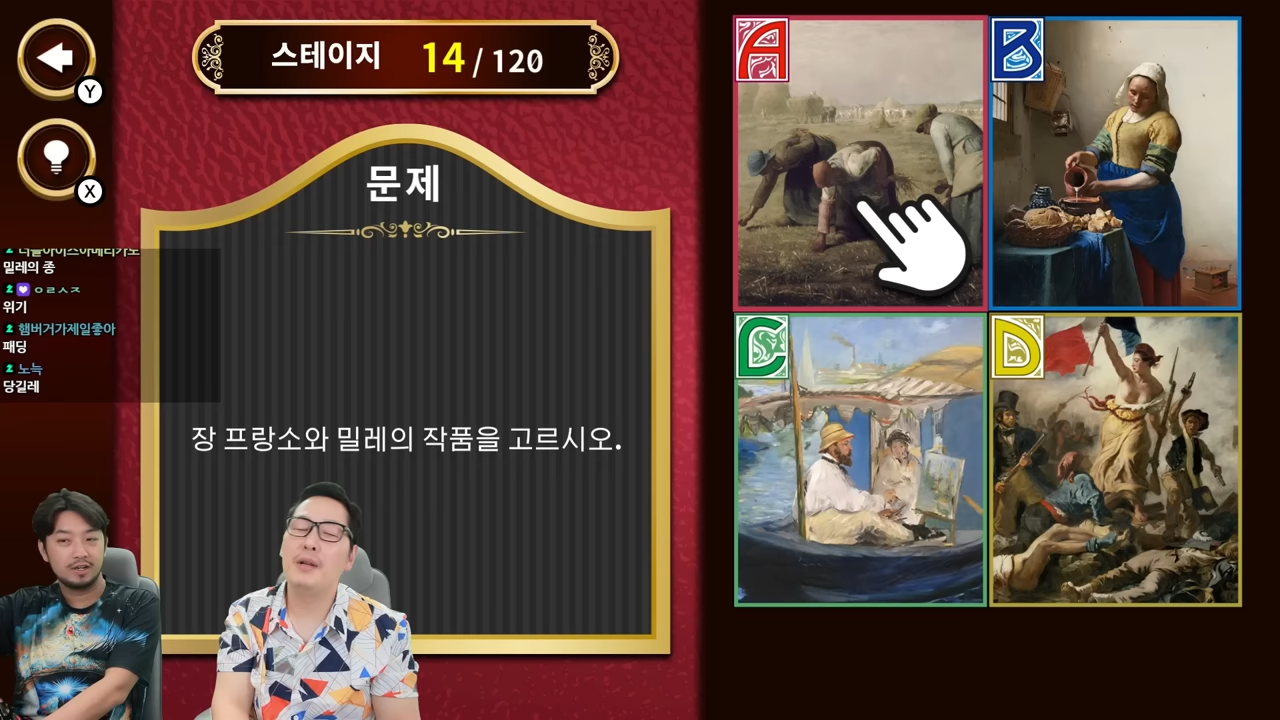 스테이지 14 / 120
Y
X
문제
장 프랑소와 밀레의 작품을 고르시오.
밀레의 종
ㅇㄹㅅㅈ
위기
햄버거가제일좋아
패딩
노늑
당길레
A
B
C
D